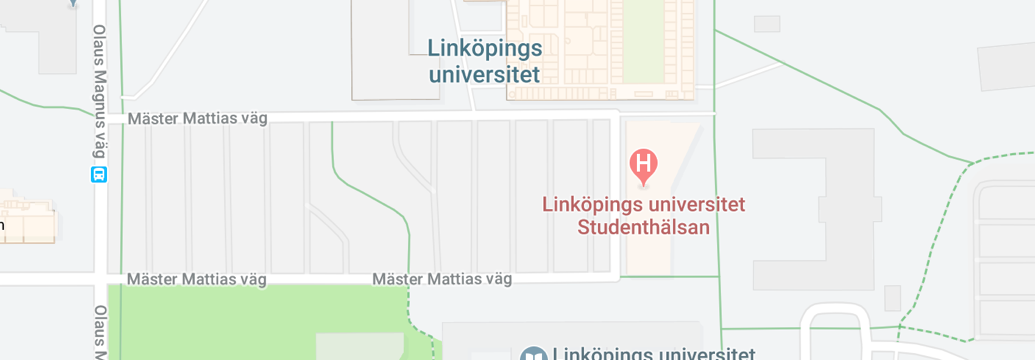 Linköpings
universitet
Olaus Magnus väg
Mäster Mattias väg
H
Linköpings universitet
Studenthälsan
Mäster Mattias väg
Mäster Mattias väg
Olaus M
Linköpings universitet